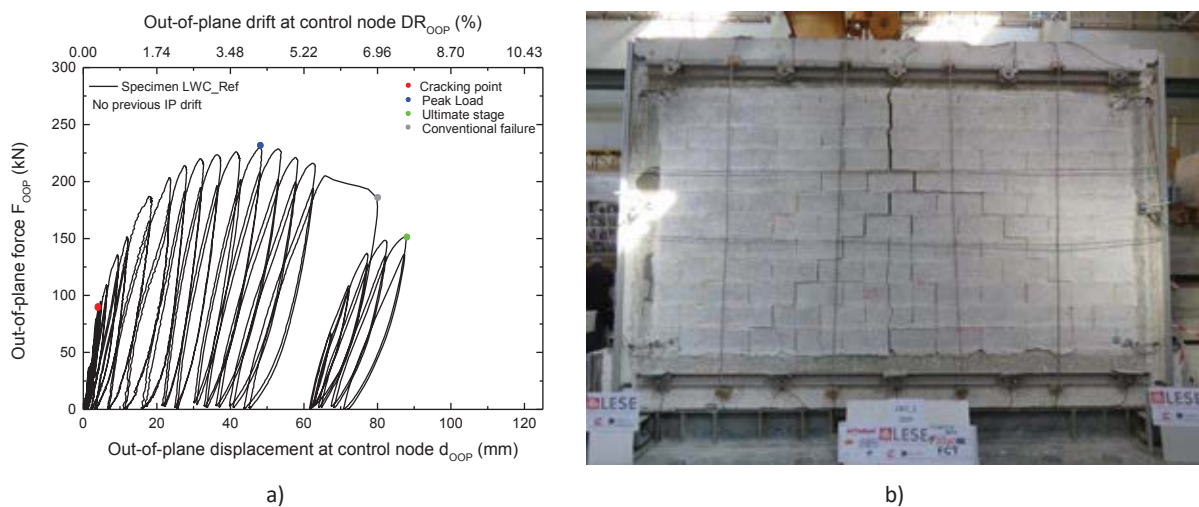 Out-of-plane drift at control node DR_OOP (%)
0.00 1.74 3.48 5.22 6.96 8.70 10.43
300
250
200
150
100
50
0
Specimen LWC_Ref
No previous IP drift
Cracking point
Peak Load
Ultimate stage
Conventional failure
Out-of-plane force F_OOP (kN)
0 20 40 60 80 100 120
Out-of-plane displacement at control node d_OOP (mm)
a)
LESE
LESE
LESE
FCT
b)